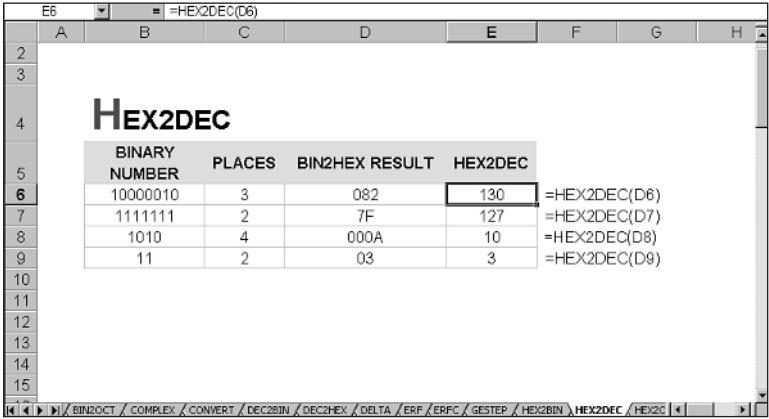 E6 = =HEX2DEC(D6)
A B C D E F G H
2
3
4 HEX2DEC
5 BINARY NUMBER PLACES BIN2HEX RESULT HEX2DEC
6 10000010 3 082 130 =HEX2DEC(D6)
7 1111111 2 7F 127 =HEX2DEC(D7)
8 1010 4 000A 10 =HEX2DEC(D8)
9 11 2 03 3 =HEX2DEC(D9)
10
11
12
13
14
15
BIN2OCT / COMPLEX / CONVERT / DEC2BIN / DEC2HEX / DELTA / ERF / ERFC / GESTEP / HEX2BIN \ HEX2DEC / HEX2O